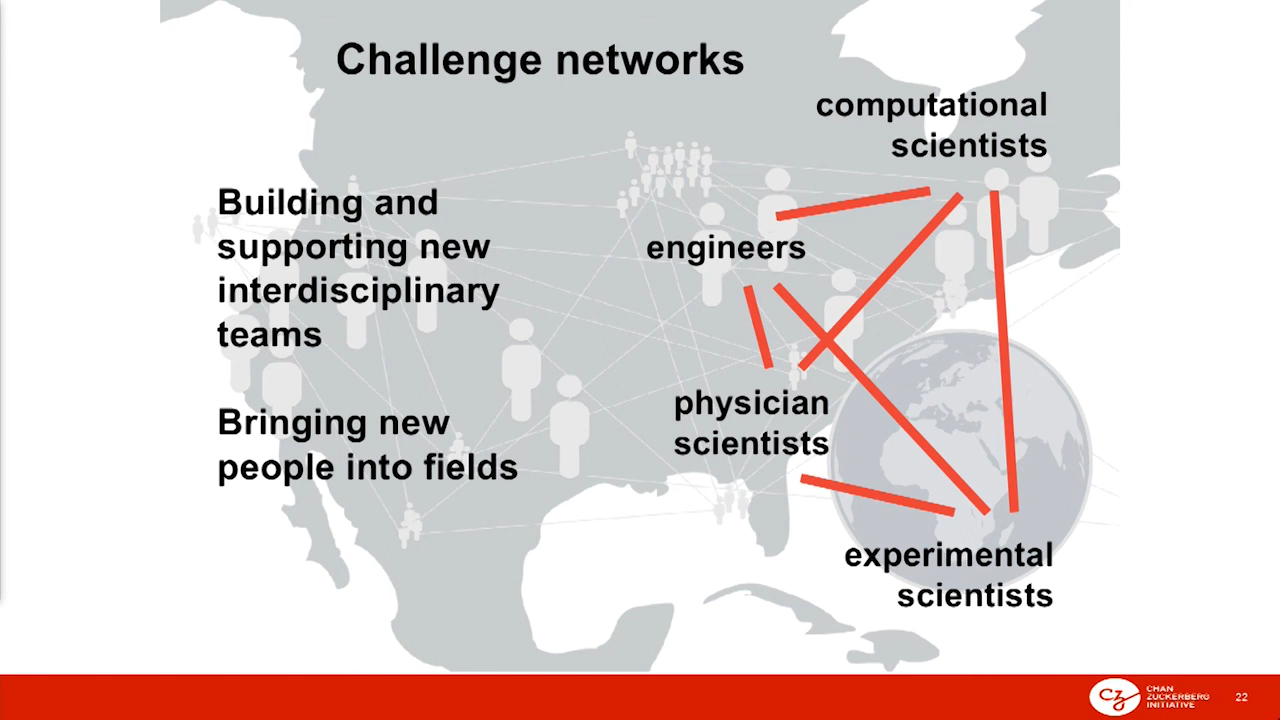 Challenge networks
computational
scientists
Building and
supporting new
interdisciplinary
teams
engineers
Bringing new
people into fields
physician
scientists
experimental
scientists
CZ
CHAN
ZUCKERBERG
INITIATIVE
22